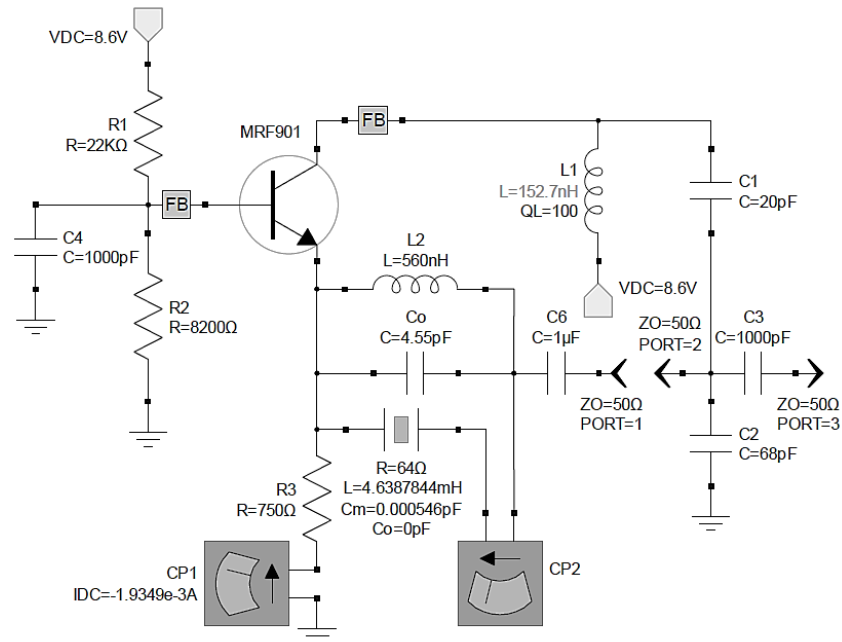 VDC=8.6V
R1
R=22KΩ
MRF901
FB
FB
L1
L=152.7nH
QL=100
C1
C=20pF
C4
C=1000pF
R2
R=8200Ω
L2
L=560nH
VDC=8.6V
Co
C=4.55pF
C6
C=1µF
ZO=50Ω
PORT=2
C3
C=1000pF
ZO=50Ω
PORT=1
ZO=50Ω
PORT=3
C2
C=68pF
R=64Ω
L=4.6387844mH
Cm=0.000546pF
Co=0pF
R3
R=750Ω
CP1
IDC=-1.9349e-3A
CP2